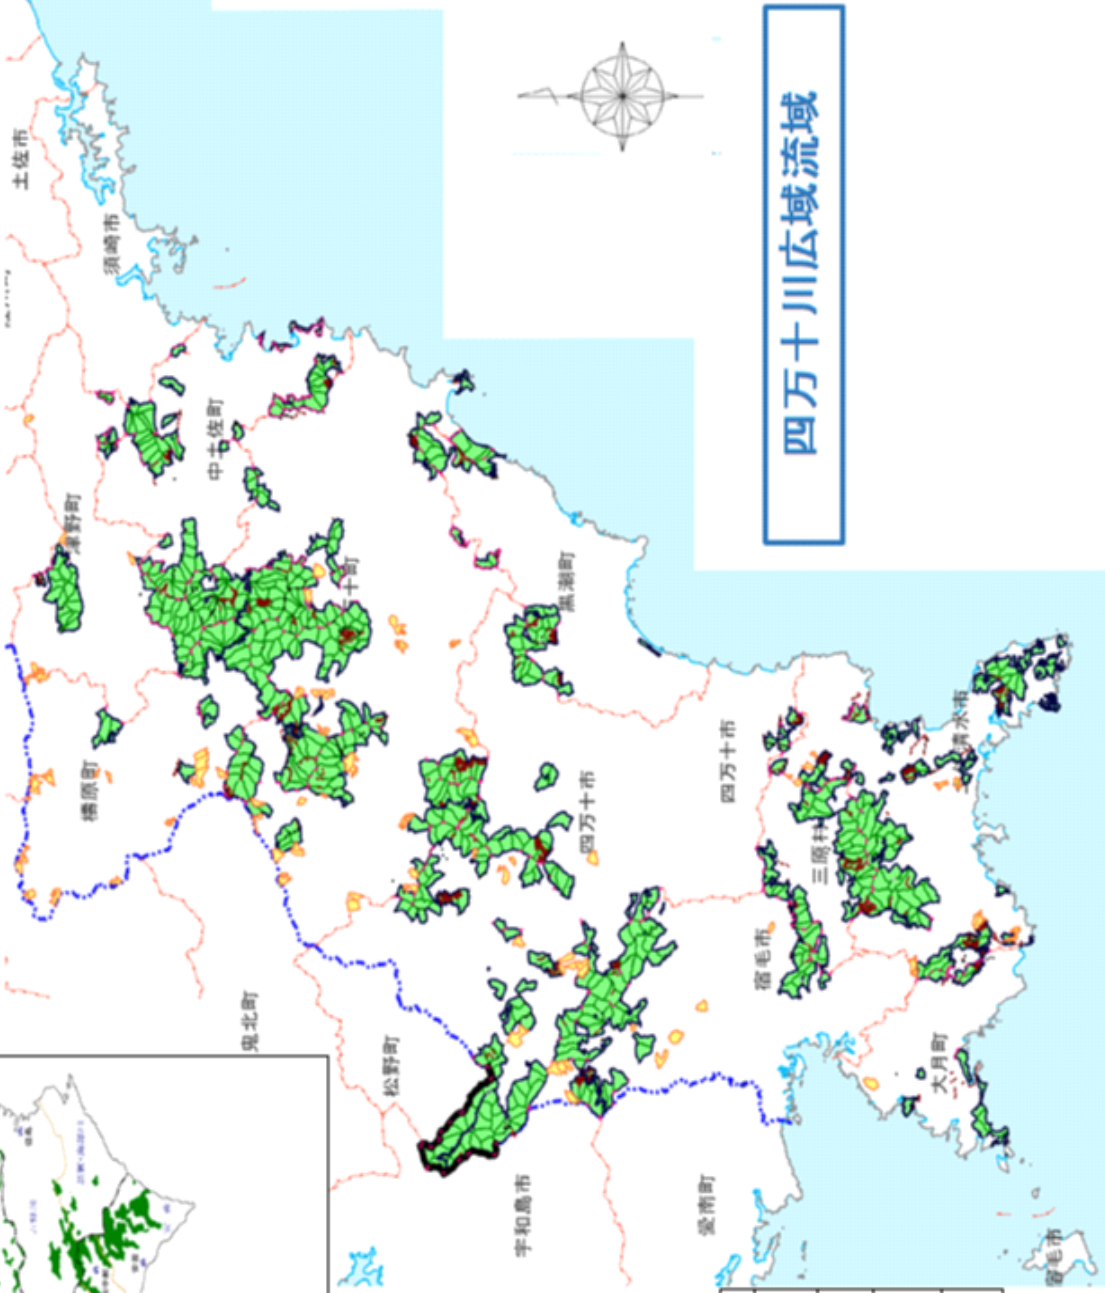 四万十川広域流域
土佐市
須崎市
中土佐町
津野町
十町
檮原町
黒潮町
四万十市
四万十市
清水市
三原村
宿毛市
大月町
鬼北町
松野町
宇和島市
愛南町
宿毛市